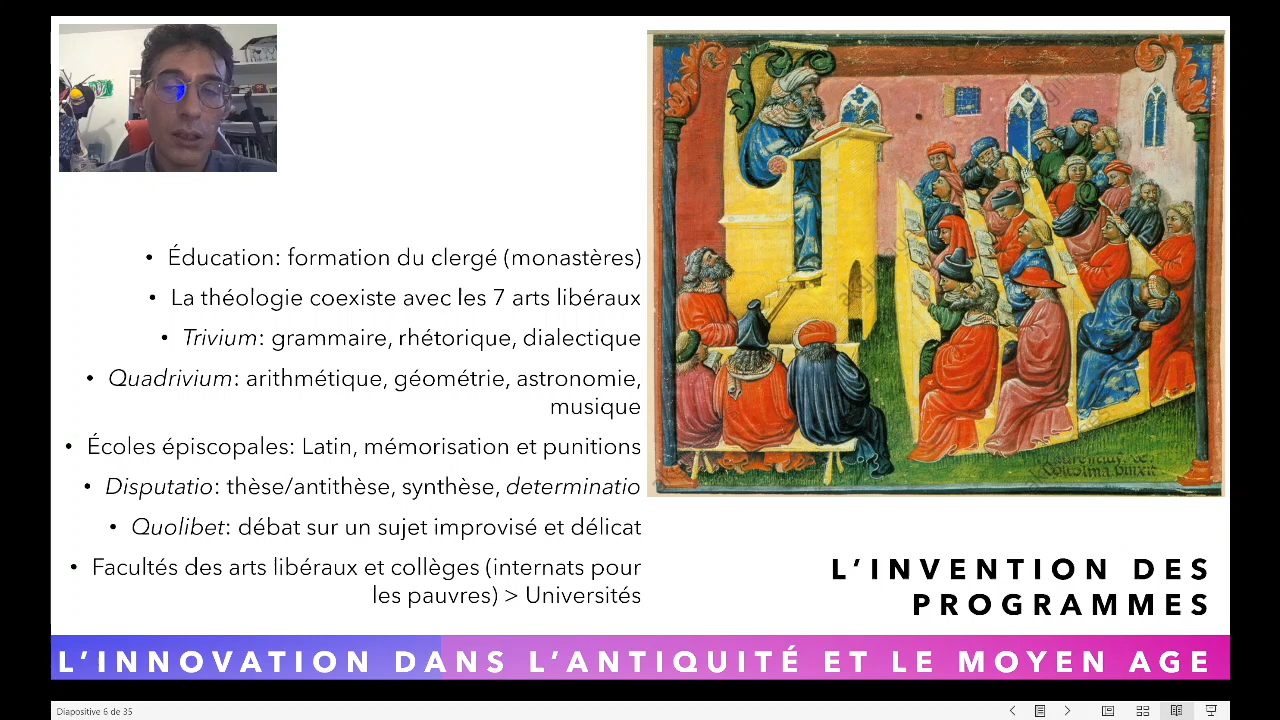 • Éducation: formation du clergé (monastères)
• La théologie coexiste avec les 7 arts libéraux
• Trivium: grammaire, rhétorique, dialectique
• Quadrivium: arithmétique, géométrie, astronomie,
musique
• Écoles épiscopales: Latin, mémorisation et punitions
• Disputatio: thèse/antithèse, synthèse, determinatio
• Quolibet: débat sur un sujet improvisé et délicat
• Facultés des arts libéraux et collèges (internats pour
les pauvres) > Universités
L'INVENTION DES
PROGRAMMES
L'INNOVATION DANS L'ANTIQUITÉ ET LE MOYEN AGE
Diapositive 6 de 35